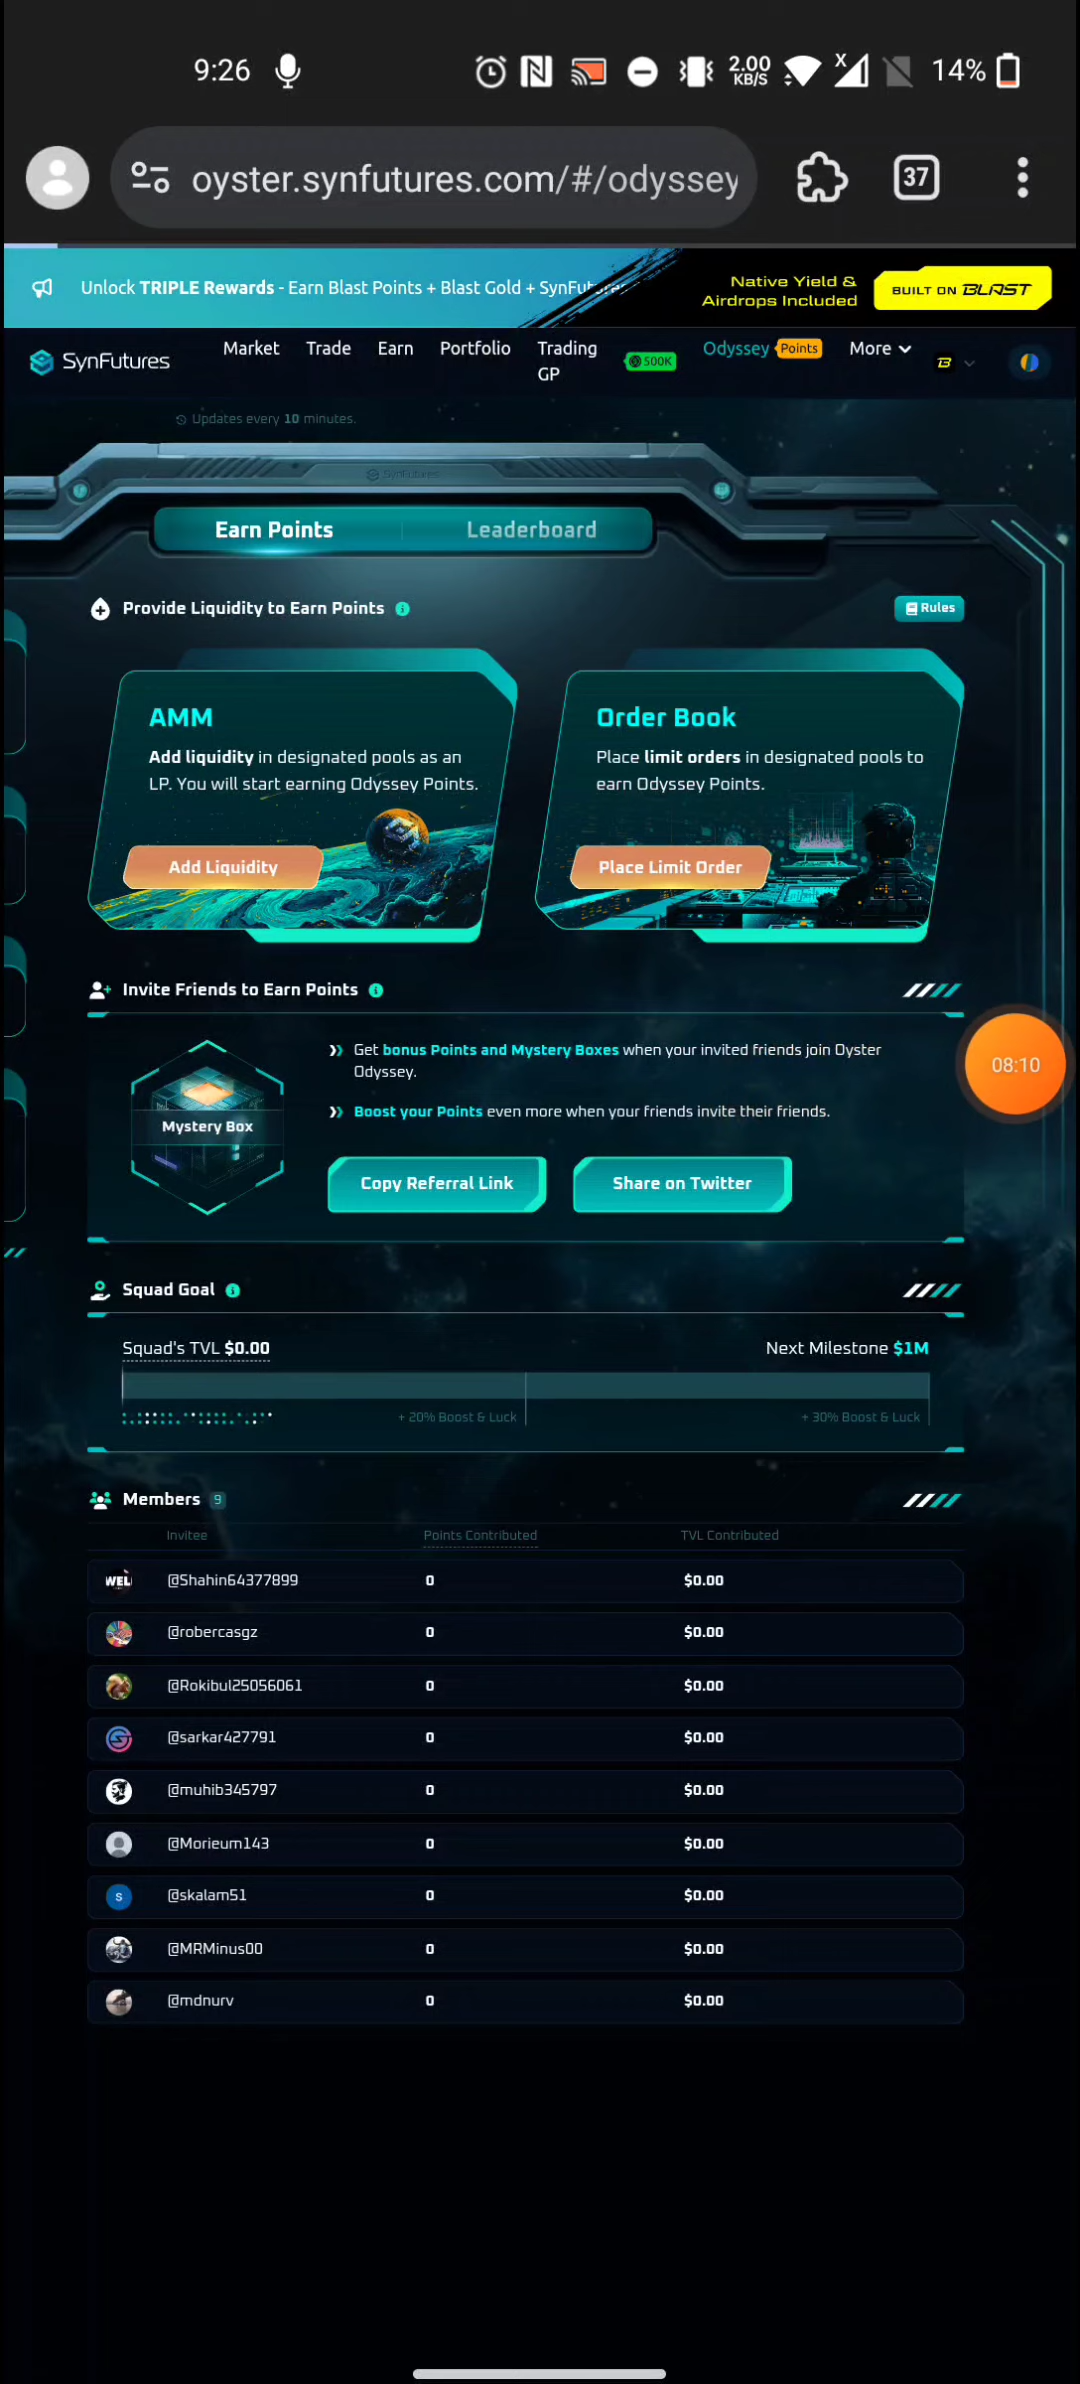 9:26
2.00
KB/S
X
14%
oyster.synfutures.com/#/odyssey
37
Unlock TRIPLE Rewards - Earn Blast Points + Blast Gold + SynFutures
Native Yield &
Airdrops Included
BUILT ON BLAST
SynFutures
Market
Trade
Earn
Portfolio
Trading
GP
500K
Odyssey
Points
More
Updates every 10 minutes.
SynFutures
Earn Points
Leaderboard
Provide Liquidity to Earn Points
Rules
AMM
Add liquidity in designated pools as an
LP. You will start earning Odyssey Points.
Add Liquidity
Order Book
Place limit orders in designated pools to
earn Odyssey Points.
Place Limit Order
Invite Friends to Earn Points
Mystery Box
Get bonus Points and Mystery Boxes when your invited friends join Oyster
Odyssey.
Boost your Points even more when your friends invite their friends.
08:10
Copy Referral Link
Share on Twitter
Squad Goal
Squad's TVL $0.00
Next Milestone $1M
+ 20% Boost & Luck
+ 30% Boost & Luck
Members 9
Invitee
Points Contributed
TVL Contributed
WEL
@Shahin64377899 0 $0.00
@robercasgz 0 $0.00
@Rokibul25056061 0 $0.00
@sarkar427791 0 $0.00
@muhib345797 0 $0.00
@Morieum143 0 $0.00
S @skalam51 0 $0.00
@MRMinus00 0 $0.00
@mdnurv 0 $0.00